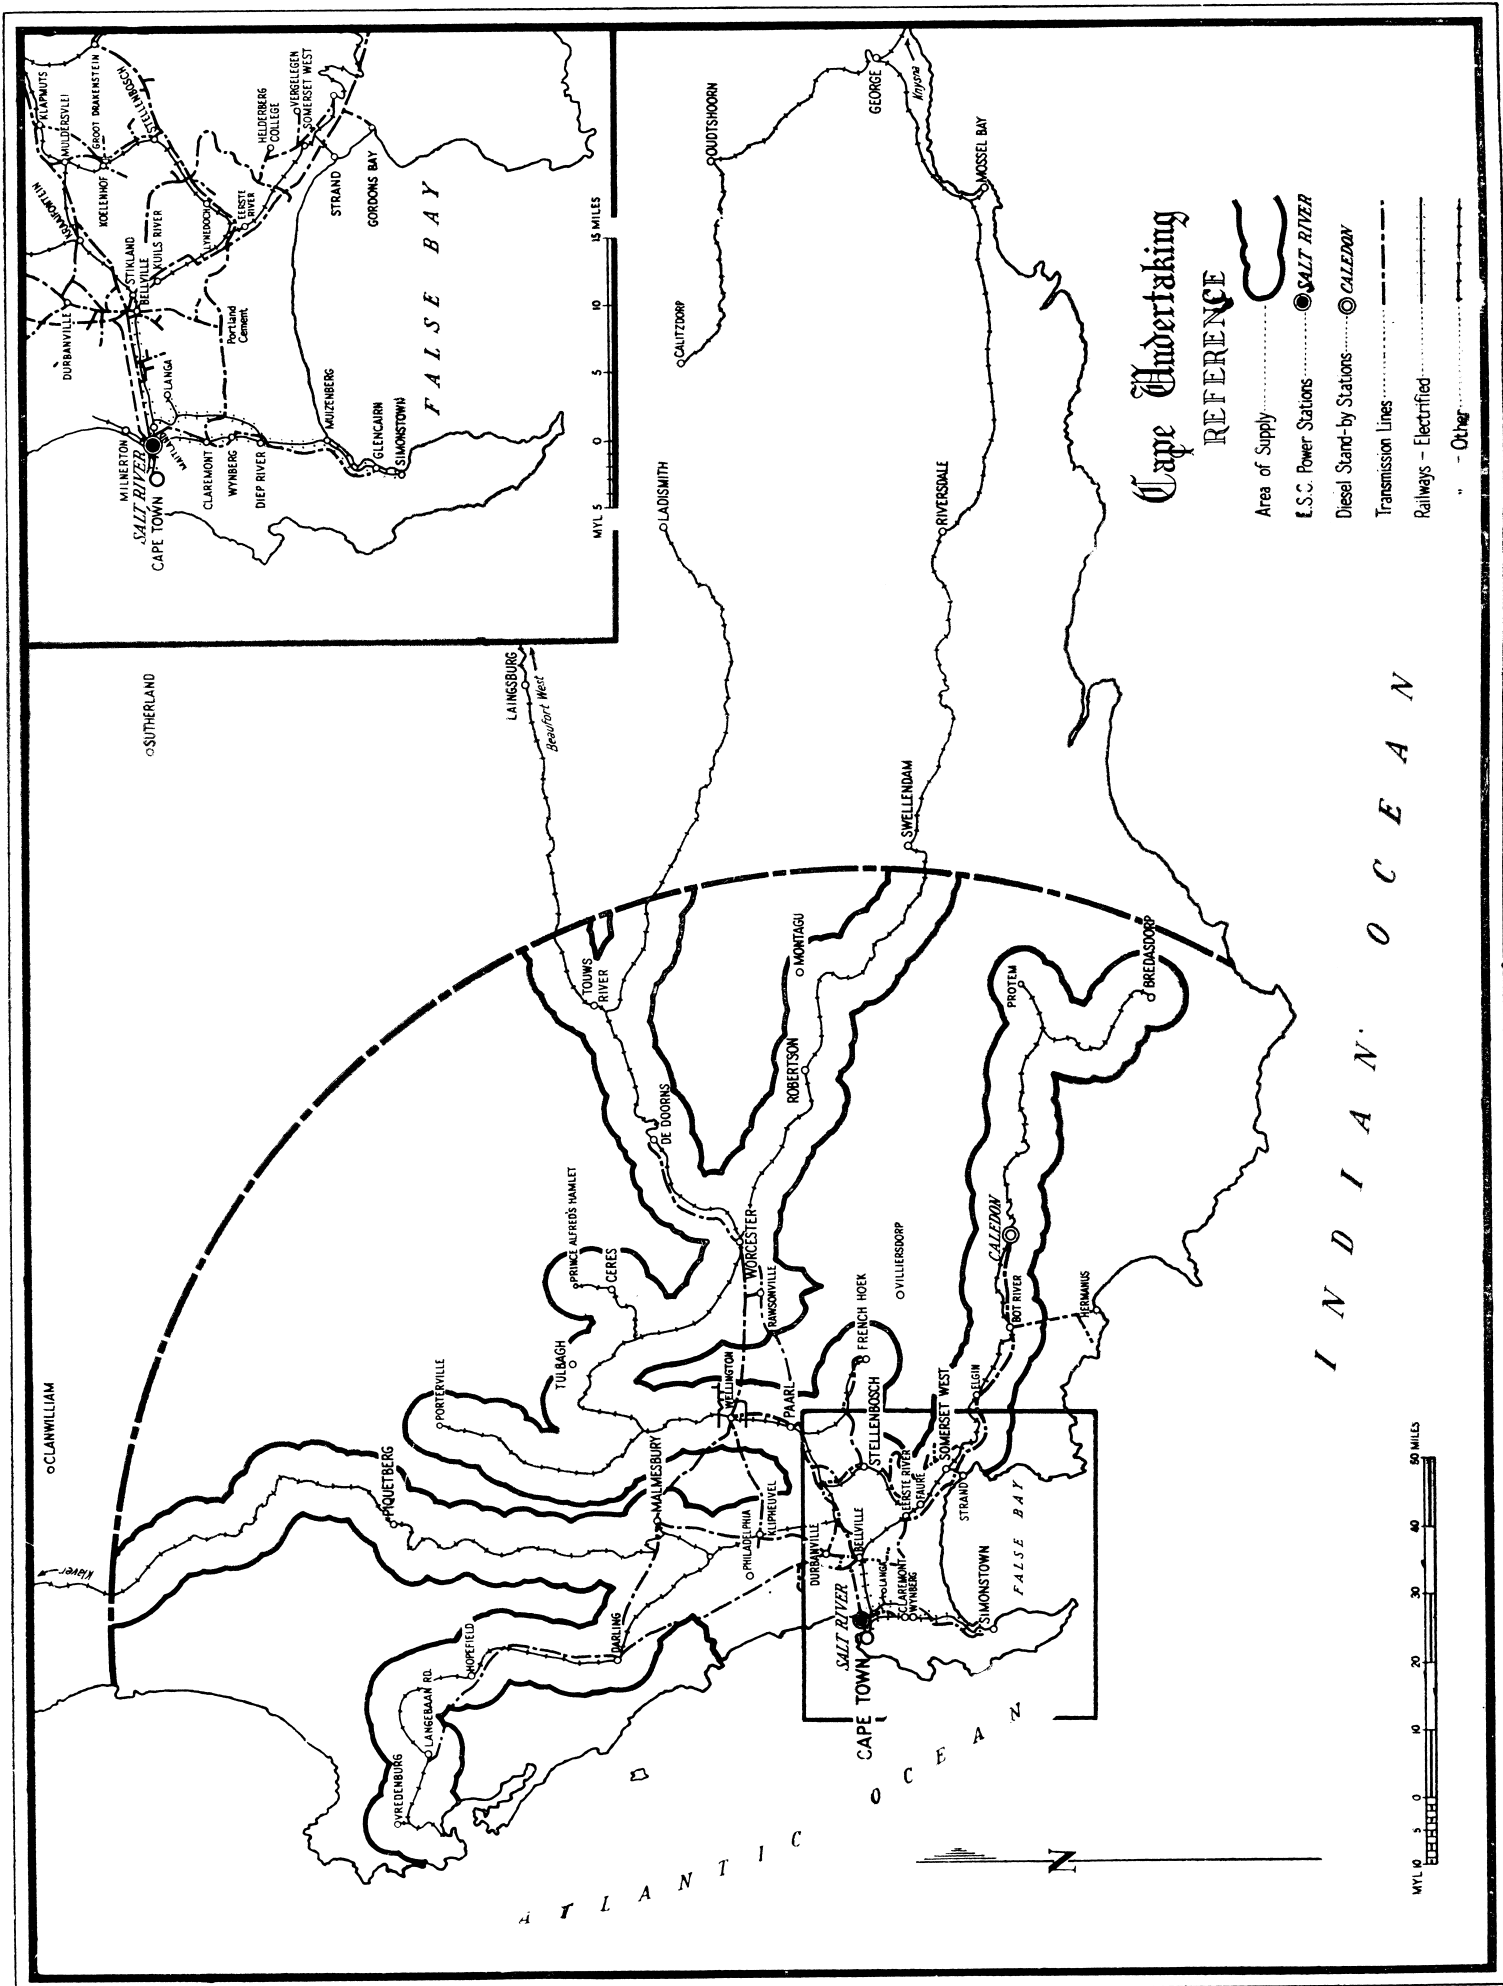 Cape Undertaking
REFERENCE
Area of Supply
E.S.C. Power Stations SALT RIVER
Diesel Stand-by Stations CALEDON
Transmission Lines
Railways - Electrified
" - Other
CLANWILLIAM
SUTHERLAND
Klaver
PIQUETBERG
PORTERVILLE
TULBAGH
PRINCE ALFRED'S HAMLET
CERES
DE DOORNS
TOUWS
RIVER
LAINGSBURG
Beaufort West
LADISMITH
CALITZDORP
OUDTSHOORN
GEORGE
Knysna
MOSSEL BAY
RIVERSDALE
SWELLENDAM
MONTAGU
ROBERTSON
WORCESTER
RAWSONVILLE
WELLINGTON
PAARL
FRENCH HOEK
VILLIERSDORP
CALEDON
BOT RIVER
HERMANUS
PROTEM
BREDASDORP
ELGIN
SOMERSET WEST
STELLENBOSCH
EERSTE RIVER
FAURE
STRAND
FALSE BAY
SIMONSTOWN
WYNBERG
CLAREMONT
LANGA
BELLVILLE
DURBANVILLE
SALT RIVER
CAPE TOWN
KLIPHEUVEL
PHILADELPHIA
MALMESBURY
DARLING
HOPEFIELD
LANGEBAAN RD.
VREDENBURG
ATLANTIC
OCEAN
INDIAN OCEAN
N
MYL 10 5 0 10 20 30 40 50 MILES
KLAPMUTS
MULDERSVLEI
GROOT DRAKENSTEIN
STELLENBOSCH
KRAAIFONTEIN
KOELENHOF
DURBANVILLE
STIKLAND
BELLVILLE
KUILS RIVER
LYNEDOCH
EERSTE
RIVER
HELDERBERG
COLLEGE
VERGELEGEN
SOMERSET WEST
STRAND
GORDONS BAY
Portland
Cement
LANGA
MAITLAND
MILNERTON
SALT RIVER
CAPE TOWN
CLAREMONT
WYNBERG
DIEP RIVER
MUIZENBERG
GLENCAIRN
SIMONSTOWN
FALSE BAY
MYL 5 0 5 10 15 MILES